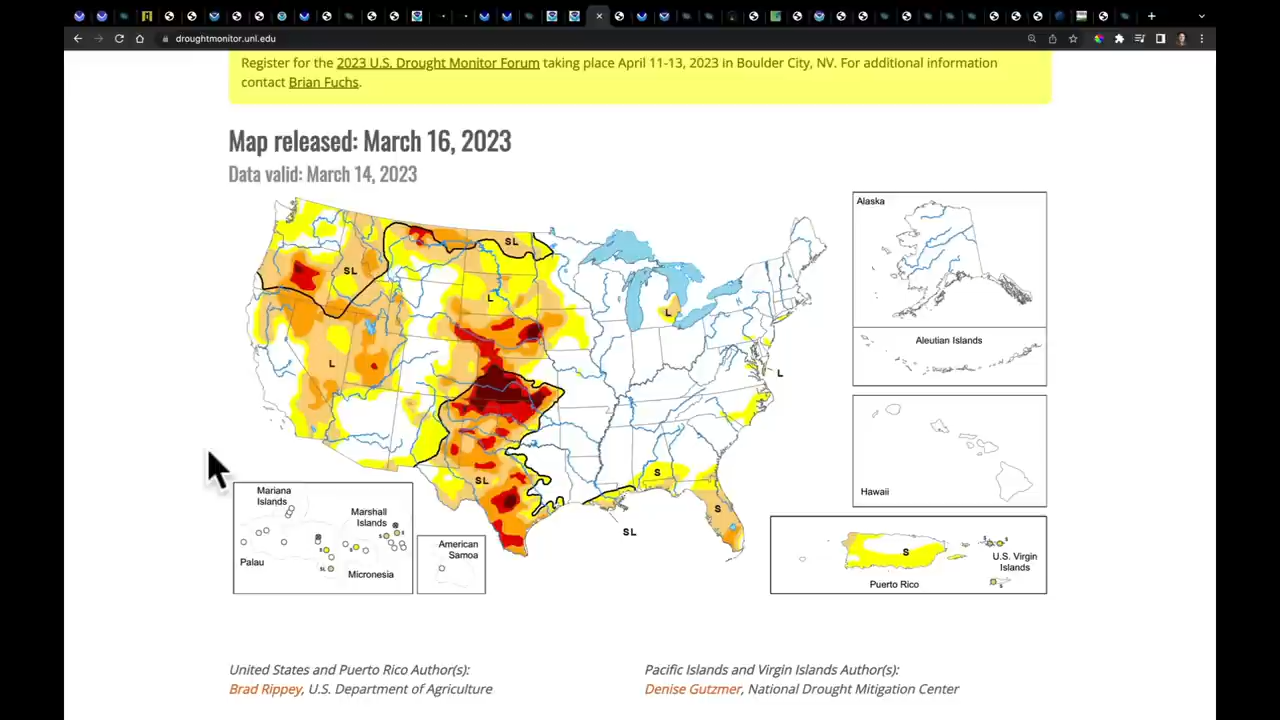 droughtmonitor.unl.edu
Register for the 2023 U.S. Drought Monitor Forum taking place April 11-13, 2023 in Boulder City, NV. For additional information
contact Brian Fuchs.
Map released: March 16, 2023
Data valid: March 14, 2023
SL
SL
L
L
L
L
SL
S
S
SL
Alaska
Aleutian Islands
Hawaii
Mariana
Islands
Marshall
Islands
Palau
Micronesia
American
Samoa
S
Puerto Rico
U.S. Virgin
Islands
United States and Puerto Rico Author(s):
Brad Rippey, U.S. Department of Agriculture
Pacific Islands and Virgin Islands Author(s):
Denise Gutzmer, National Drought Mitigation Center